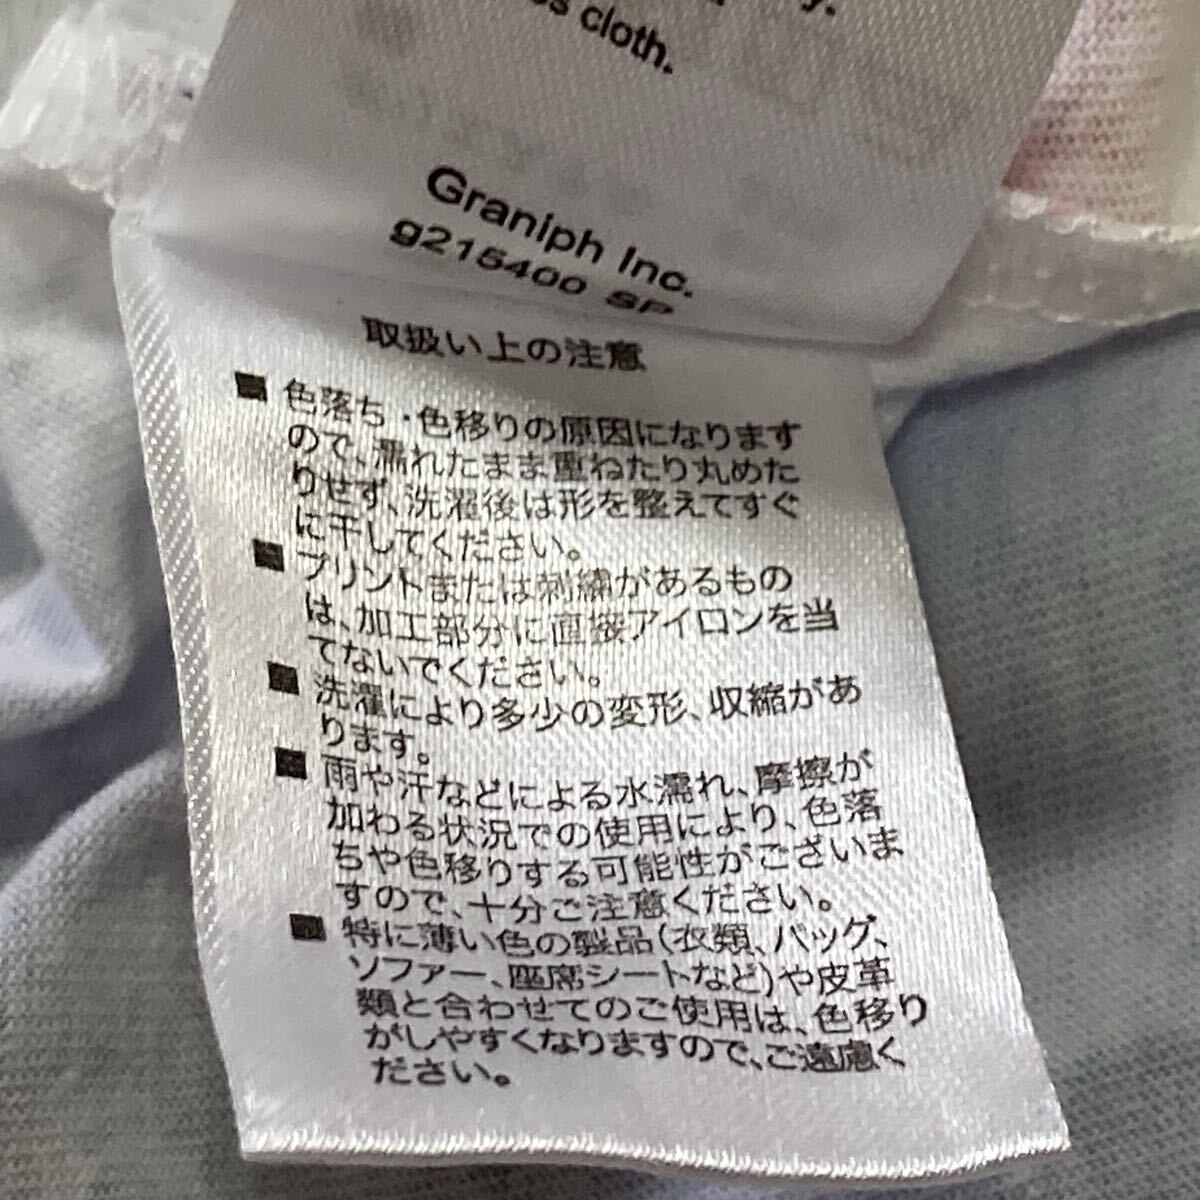 cloth.
Graniph Inc.
g215400 SP
取扱い上の注意
■ 色落ち・色移りの原因になります
ので、濡れたまま重ねたり丸めた
りせず、洗濯後は形を整えてすぐ
に干してください。
■ プリントまたは刺繍があるもの
は、加工部分に直接アイロンを当
てないでください。
■ 洗濯により多少の変形、収縮があ
ります。
■ 雨や汗などによる水濡れ、摩擦が
加わる状況での使用により、色落
ちや色移りする可能性がございま
すので、十分ご注意ください。
■ 特に薄い色の製品(衣類、バッグ、
ソファー、座席シートなど)や皮革
類と合わせてのご使用は、色移り
がしやすくなりますので、ご遠慮く
ださい。